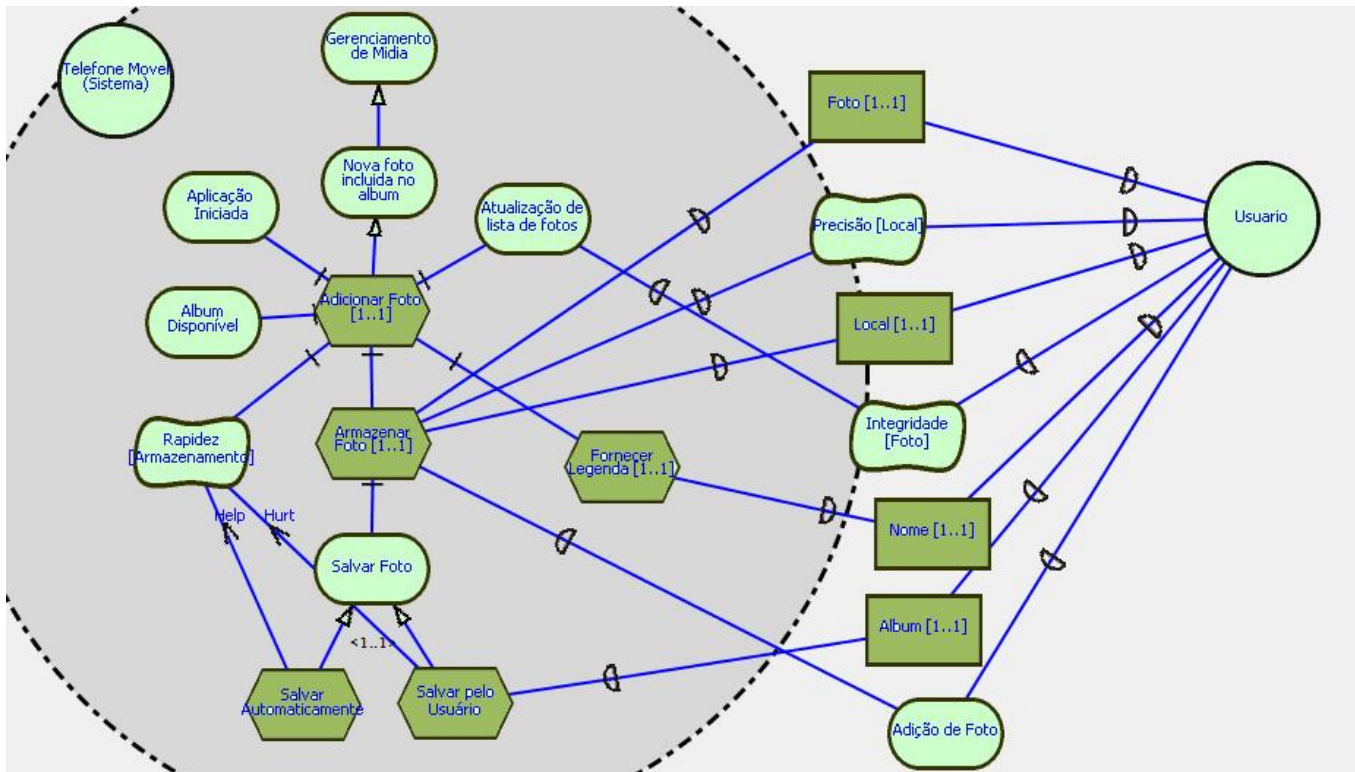 Gerenciamento
de Midia
Telefone Movel
(Sistema)
Foto [1..1]
Nova foto
incluida no
album
Aplicação
Iniciada
Atualização de
lista de fotos
Precisão [Local]
Usuario
Adicionar Foto
[1..1]
Album
Disponível
Local [1..1]
Armazenar
Foto [1..1]
Rapidez
[Armazenamento]
Integridade
[Foto]
Fornecer
Legenda [1..1]
Help
Hurt
Nome [1..1]
Salvar Foto
Album [1..1]
<1..1>
Salvar
Automaticamente
Salvar pelo
Usuário
Adição de Foto